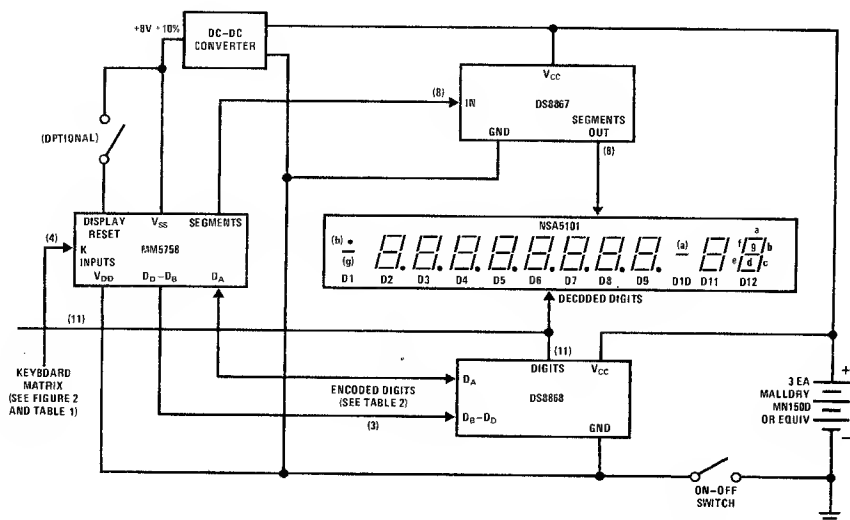 +8V +10%
DC-DC
CONVERTER
VCC
(8)
IN
DS8867
SEGMENTS
GND
OUT
(8)
(OPTIONAL)
DISPLAY
RESET
VSS
SEGMENTS
(4)
K
INPUTS
MM5758
VDD
DD-DB
DA
NSA5101
(b)
(g)
(a)
a
f
g
b
e
d
c
D1
D2
D3
D4
D5
D6
D7
D8
D9
D10
D11
D12
DECODED DIGITS
(11)
(11)
DIGITS
VCC
KEYBOARD
MATRIX
(SEE FIGURE 2
AND TABLE 1)
ENCODED DIGITS
(SEE TABLE 2)
(3)
DA
DS8868
DB-DD
GND
+
3 EA
MALLORY
MN1500
OR EQUIV
-
ON-OFF
SWITCH